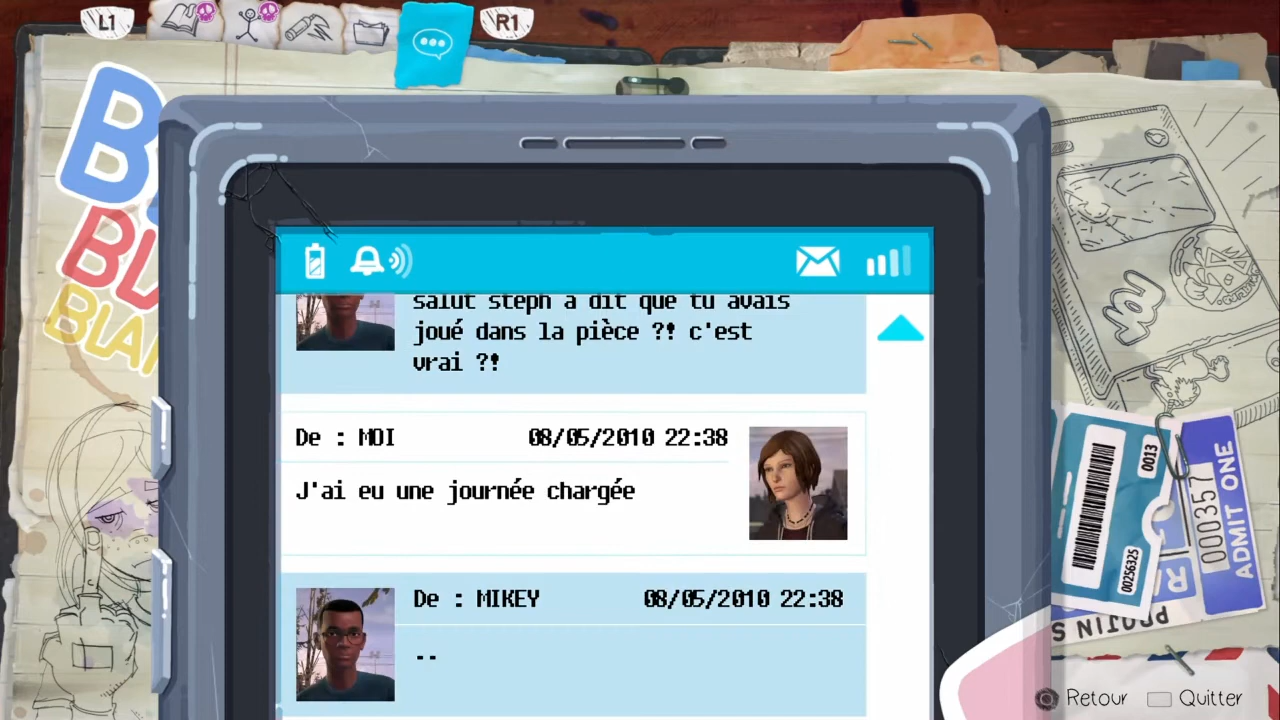 L1
R1
salut steph a dit que tu avais
joué dans la pièce ?! c'est
vrai ?!
De : MOI 08/05/2010 22:38
J'ai eu une journée chargée
De : MIKEY 08/05/2010 22:38
--
0013
00256325
000357
ADMIT ONE
Retour
Quitter